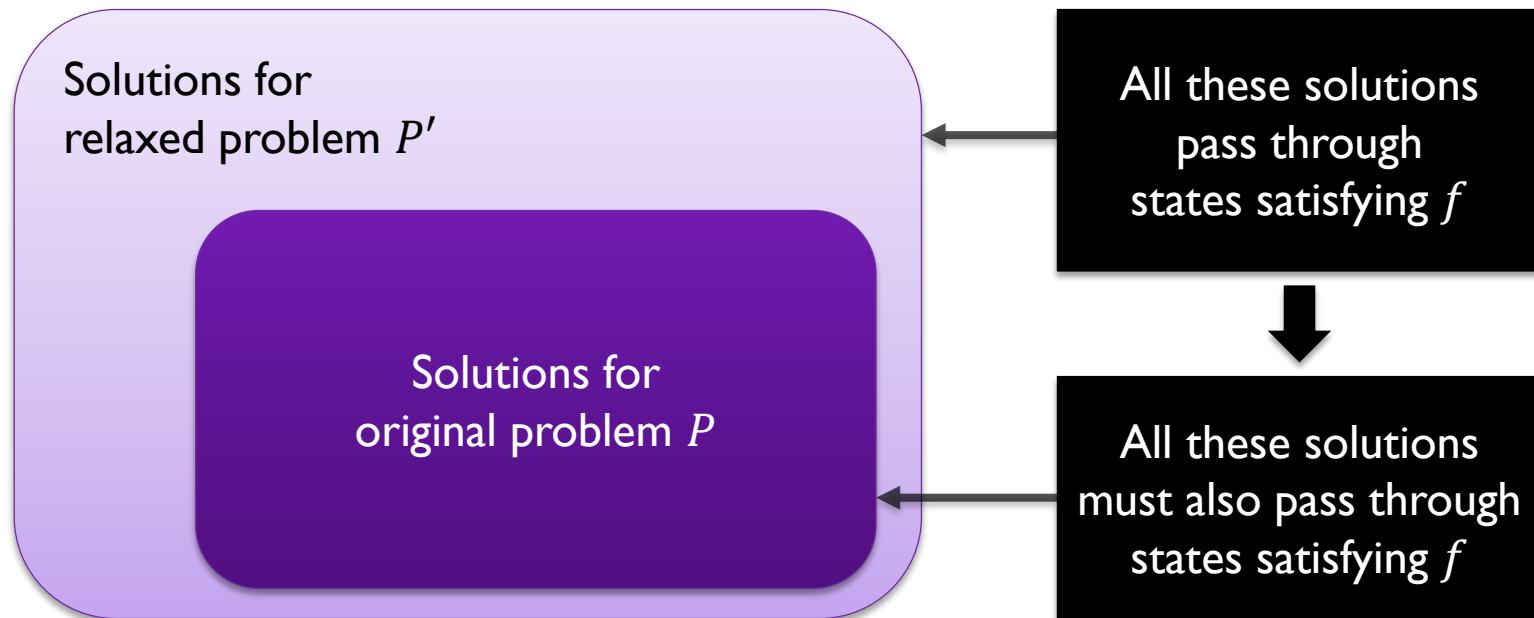 Solutions for
relaxed problem P′
Solutions for
original problem P
All these solutions
pass through
states satisfying f
All these solutions
must also pass through
states satisfying f